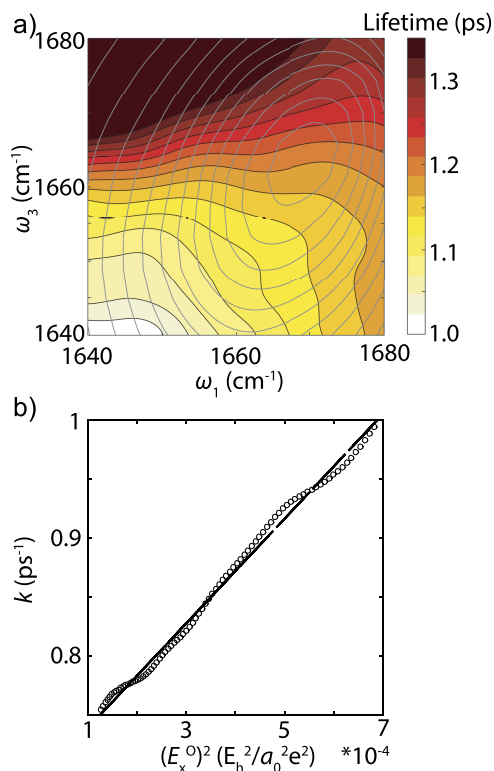 a)
Lifetime (ps)
1680
1660
1640
ω3 (cm-1)
1640
1660
1680
ω1 (cm-1)
1.3
1.2
1.1
1.0
b)
1
0.9
0.8
k (ps-1)
1
3
5
7
(ExO)2 (Eh2/a02e2)
*10-4